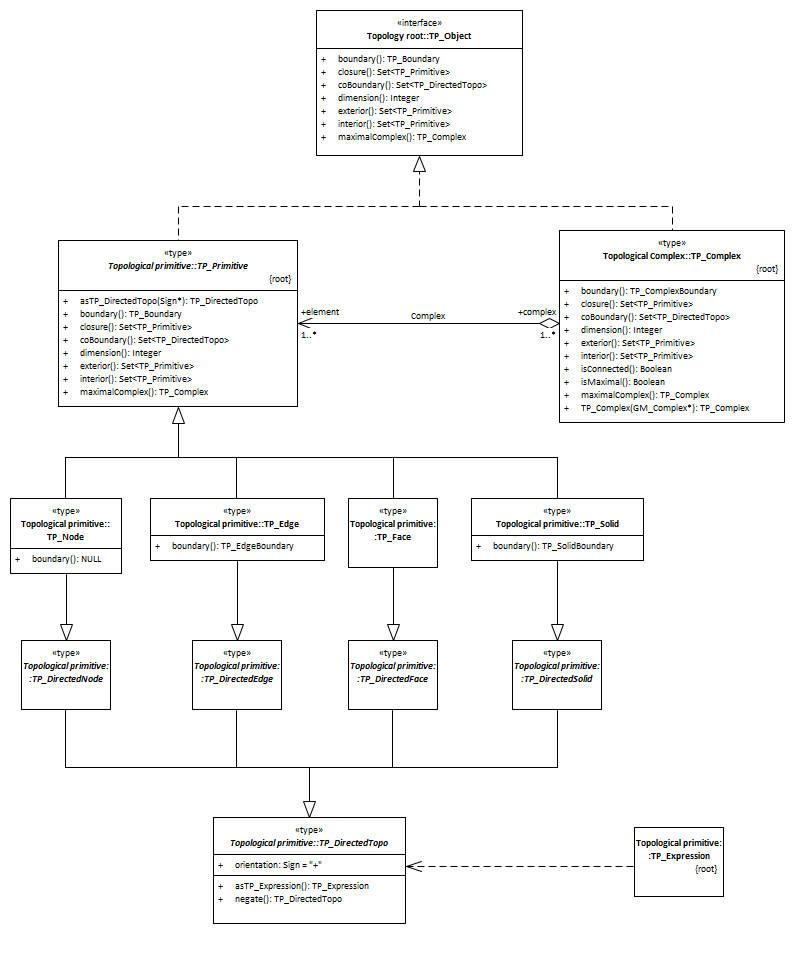 «interface»
Topology root::TP_Object
+ boundary(): TP_Boundary
+ closure(): Set<TP_Primitive>
+ coBoundary(): Set<TP_DirectedTopo>
+ dimension(): Integer
+ exterior(): Set<TP_Primitive>
+ interior(): Set<TP_Primitive>
+ maximalComplex(): TP_Complex
«type»
Topological primitive::TP_Primitive
{root}
+ asTP_DirectedTopo(Sign*): TP_DirectedTopo
+ boundary(): TP_Boundary
+ closure(): Set<TP_Primitive>
+ coBoundary(): Set<TP_DirectedTopo>
+ dimension(): Integer
+ exterior(): Set<TP_Primitive>
+ interior(): Set<TP_Primitive>
+ maximalComplex(): TP_Complex
+element
1..*
Complex
+complex
1..*
«type»
Topological Complex::TP_Complex
{root}
+ boundary(): TP_ComplexBoundary
+ closure(): Set<TP_Primitive>
+ coBoundary(): Set<TP_DirectedTopo>
+ dimension(): Integer
+ exterior(): Set<TP_Primitive>
+ interior(): Set<TP_Primitive>
+ isConnected(): Boolean
+ isMaximal(): Boolean
+ maximalComplex(): TP_Complex
+ TP_Complex(GM_Complex*): TP_Complex
«type»
Topological primitive::
TP_Node
+ boundary(): NULL
«type»
Topological primitive::TP_Edge
+ boundary(): TP_EdgeBoundary
«type»
Topological primitive:
:TP_Face
«type»
Topological primitive::TP_Solid
+ boundary(): TP_SolidBoundary
«type»
Topological primitive:
:TP_DirectedNode
«type»
Topological primitive:
:TP_DirectedEdge
«type»
Topological primitive:
:TP_DirectedFace
«type»
Topological primitive:
:TP_DirectedSolid
«type»
Topological primitive::TP_DirectedTopo
+ orientation: Sign = "+"
+ asTP_Expression(): TP_Expression
+ negate(): TP_DirectedTopo
Topological primitive:
:TP_Expression
{root}